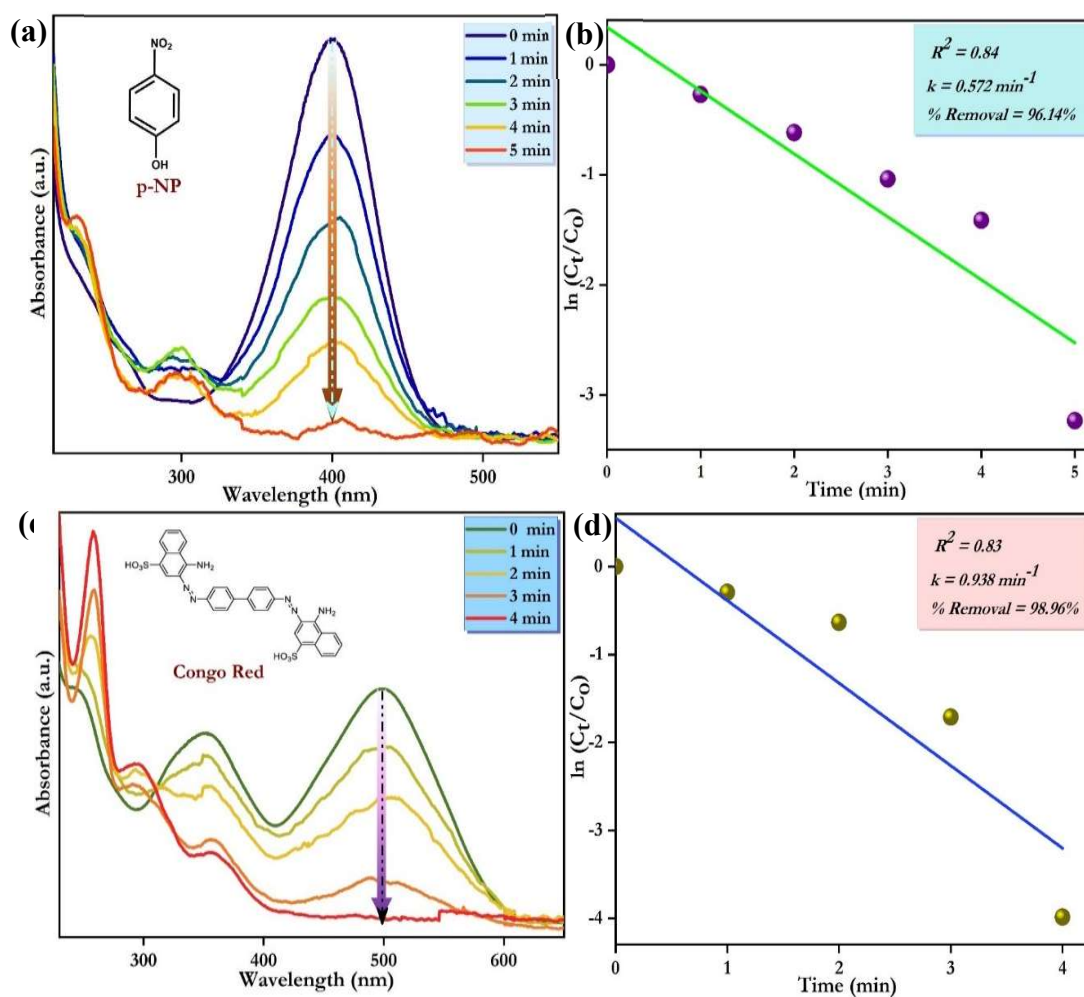 (a)
NO₂
OH
p-NP
0 min
1 min
2 min
3 min
4 min
5 min
Absorbance (a.u.)
300
400
500
Wavelength (nm)
(b)
R² = 0.84
k = 0.572 min⁻¹
% Removal = 96.14%
ln (Cₜ/C₀)
0
-1
-2
-3
0
1
2
3
4
5
Time (min)
HO₃S
NH₂
N
N
N
N
NH₂
HO₃S
Congo Red
0 min
1 min
2 min
3 min
4 min
Absorbance (a.u.)
300
400
500
600
Wavelength (nm)
(d)
R² = 0.83
k = 0.938 min⁻¹
% Removal = 98.96%
ln (Cₜ/C₀)
0
-1
-2
-3
-4
0
1
2
3
4
Time (min)